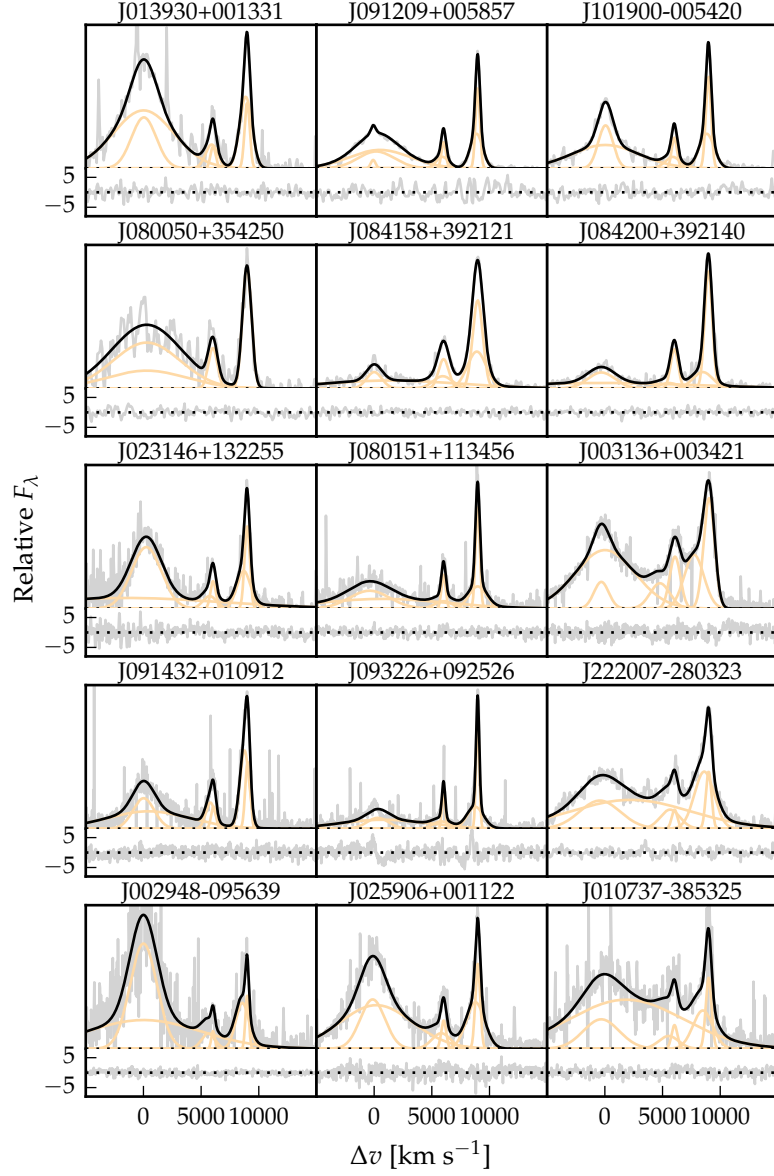 J013930+001331 J091209+005857 J101900-005420
5
−5
J080050+354250 J084158+392121 J084200+392140
5
−5
J023146+132255 J080151+113456 J003136+003421
5
−5
Relative Fλ
J091432+010912 J093226+092526 J222007-280323
5
−5
J002948-095639 J025906+001122 J010737-385325
5
−5
0 5000 10000 0 5000 10000 0 5000 10000
Δv [km s⁻¹]